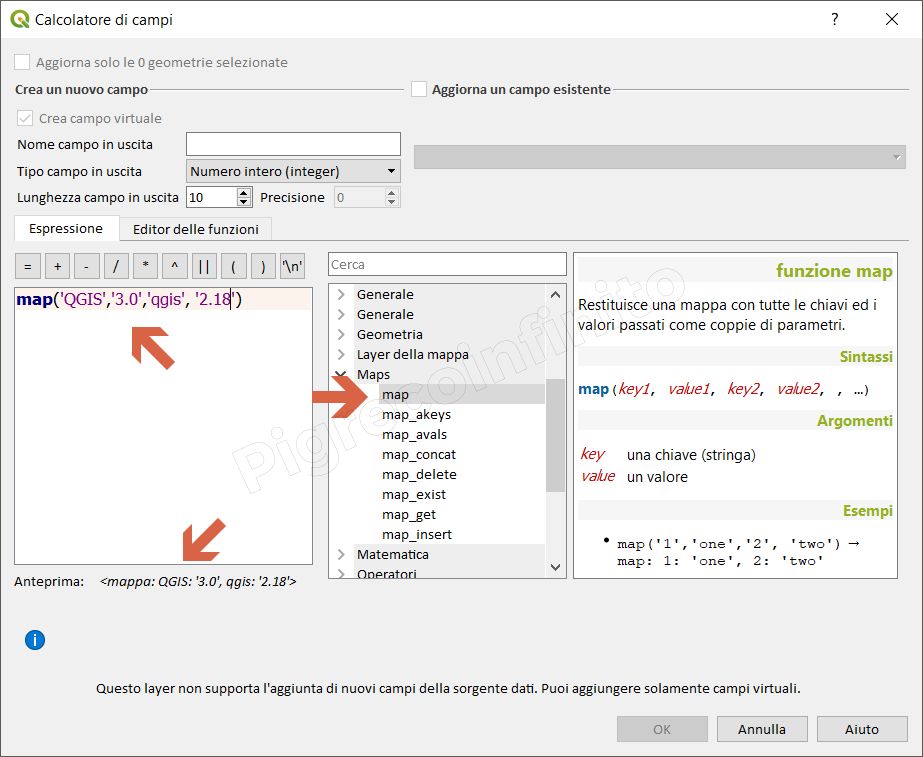 Calcolatore di campi
?
Aggiorna solo le 0 geometrie selezionate
Crea un nuovo campo
Aggiorna un campo esistente
Crea campo virtuale
Nome campo in uscita
Tipo campo in uscita
Numero intero (integer)
Lunghezza campo in uscita
10
Precisione
0
Espressione
Editor delle funzioni
= + - / * ^ || ( ) '\n'
map('QGIS','3.0','qgis', '2.18')
Anteprima: <mappa: QGIS: '3.0', qgis: '2.18'>
Cerca
Generale
Generale
Geometria
Layer della mappa
Maps
map
map_akeys
map_avals
map_concat
map_delete
map_exist
map_get
map_insert
Matematica
Operatori
funzione map
Restituisce una mappa con tutte le chiavi ed i
valori passati come coppie di parametri.
Sintassi
map(key1, value1, key2, value2, , …)
Argomenti
key una chiave (stringa)
value un valore
Esempi
• map('1','one','2', 'two') →
map: 1: 'one', 2: 'two'
Pigrecoinfinito
i
Questo layer non supporta l'aggiunta di nuovi campi della sorgente dati. Puoi aggiungere solamente campi virtuali.
OK
Annulla
Aiuto